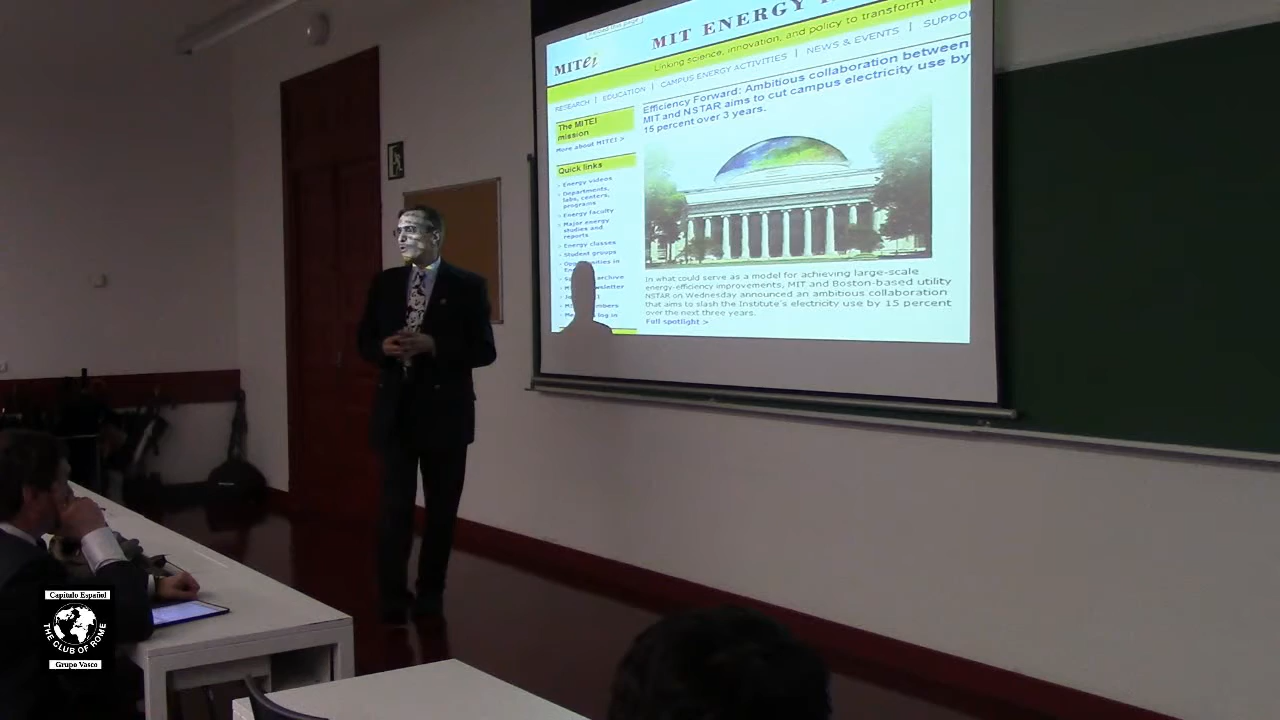 MIT ENERGY
MITei
Linking science, innovation, and policy to transform
RESEARCH | EDUCATION | CAMPUS ENERGY ACTIVITIES | NEWS & EVENTS | SUPPO
Efficiency Forward: Ambitious collaboration between
MIT and NSTAR aims to cut campus electricity use by
15 percent over 3 years.
The MITEI
mission
More about MITEI >
Quick links
Energy videos
Departments,
labs, centers,
programs
Energy faculty
Major energy
studies and
reports
Energy classes
Student groups
in
log in
In what could serve as a model for achieving large-scale
energy-efficiency improvements, MIT and Boston-based utility
NSTAR on Wednesday announced an ambitious collaboration
that aims to slash the Institute's electricity use by 15 percent
over the next three years.
Full spotlight >
Capítulo Español
THE CLUB OF ROME
Grupo Vasco